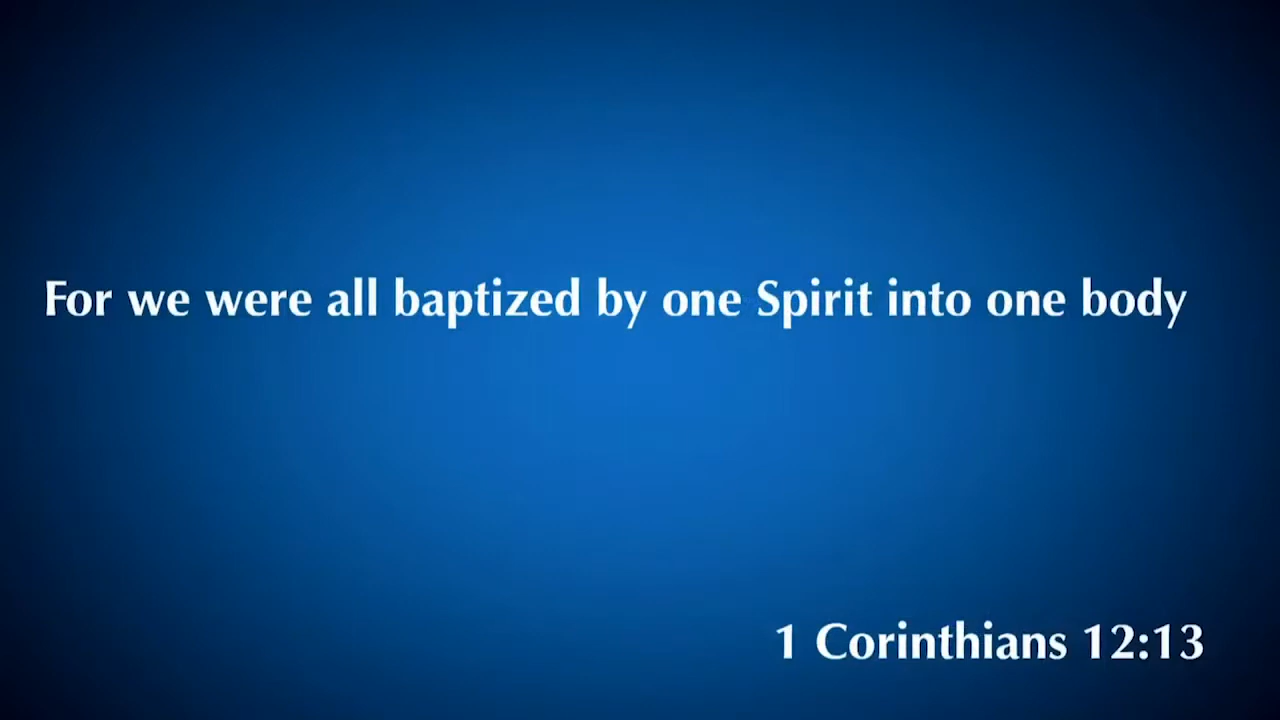 For we were all baptized by one Spirit into one body
1 Corinthians 12:13